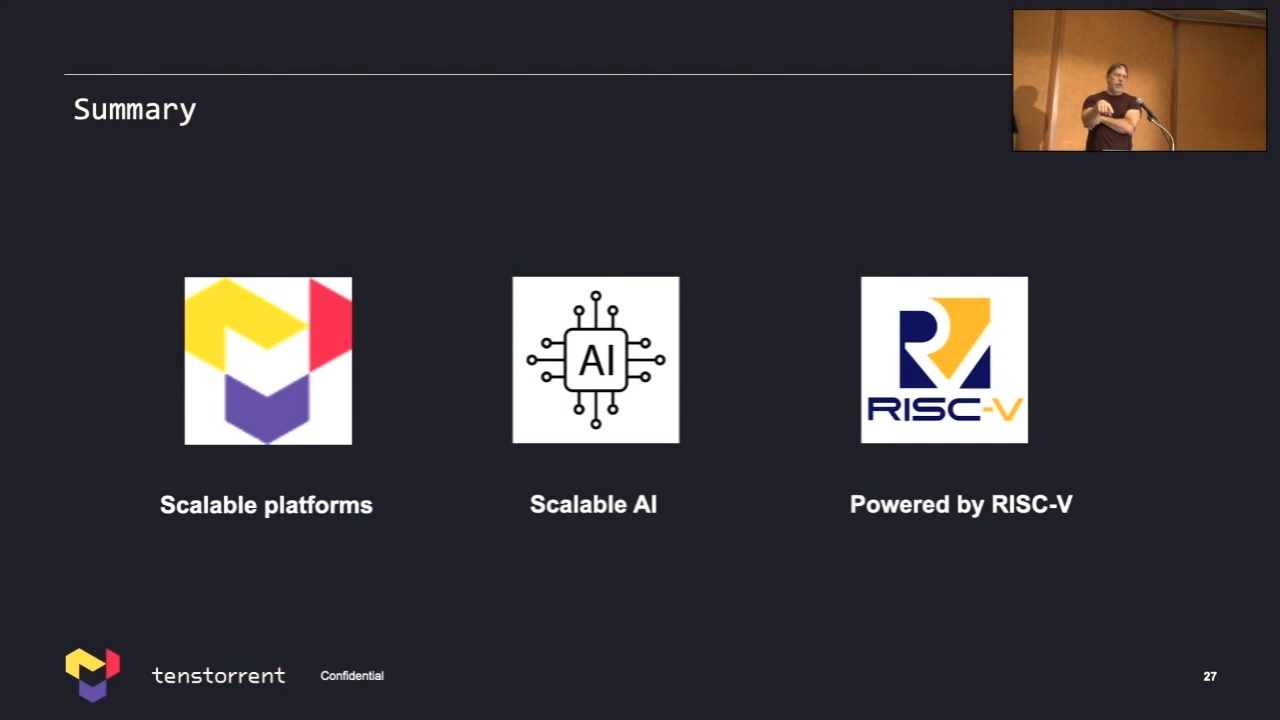 Summary
AI
RISC-V
Scalable platforms
Scalable AI
Powered by RISC-V
tenstorrent
Confidential
27